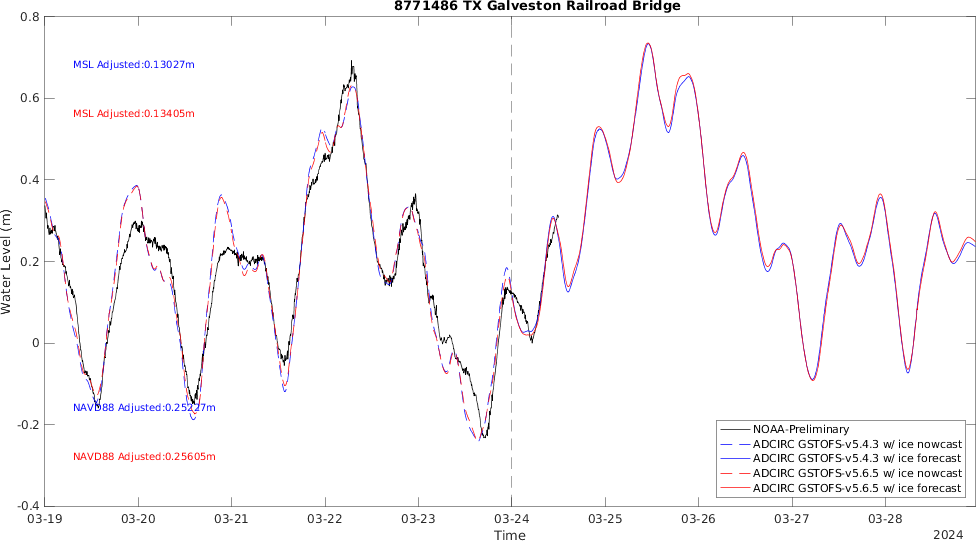 8771486 TX Galveston Railroad Bridge
0.8
0.6
0.4
0.2
0
-0.2
-0.4
Water Level (m)
MSL Adjusted:0.13027m
MSL Adjusted:0.13405m
NAVD88 Adjusted:0.25227m
NAVD88 Adjusted:0.25605m
NOAA-Preliminary
ADCIRC GSTOFS-v5.4.3 w/ ice nowcast
ADCIRC GSTOFS-v5.4.3 w/ ice forecast
ADCIRC GSTOFS-v5.6.5 w/ ice nowcast
ADCIRC GSTOFS-v5.6.5 w/ ice forecast
03-19 03-20 03-21 03-22 03-23 03-24 03-25 03-26 03-27 03-28
Time
2024